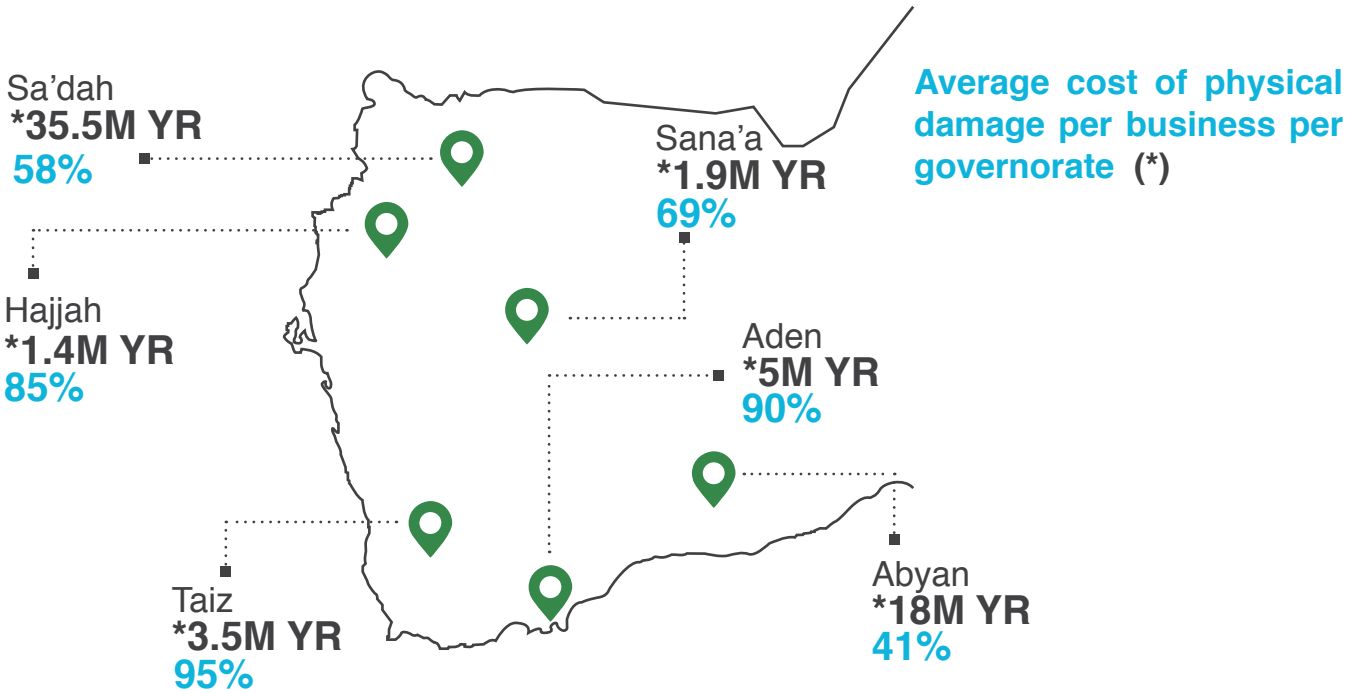 Sa’dah
*35.5M YR
58%
Average cost of physical
damage per business per
governorate (*)
Sana’a
*1.9M YR
69%
Hajjah
*1.4M YR
85%
Aden
*5M YR
90%
Taiz
*3.5M YR
95%
Abyan
*18M YR
41%